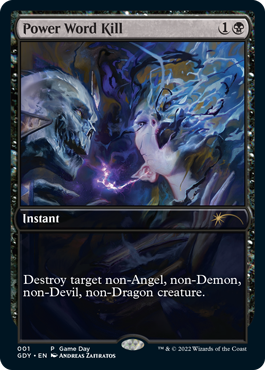 Power Word Kill 1
Instant
Destroy target non-Angel, non-Demon,
non-Devil, non-Dragon creature.
001 P Game Day
GDY • EN Andreas Zafiratos
™ & © 2022 Wizards of the Coast